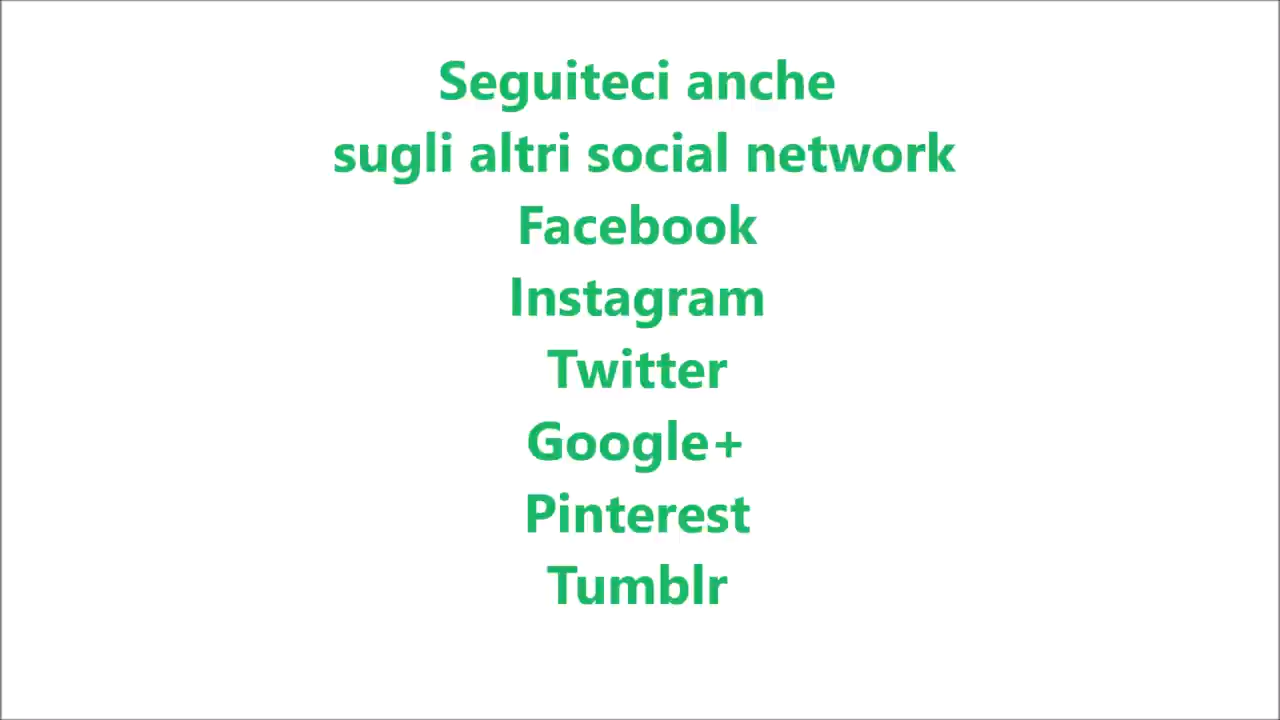 Seguiteci anche
sugli altri social network
Facebook
Instagram
Twitter
Google+
Pinterest
Tumblr